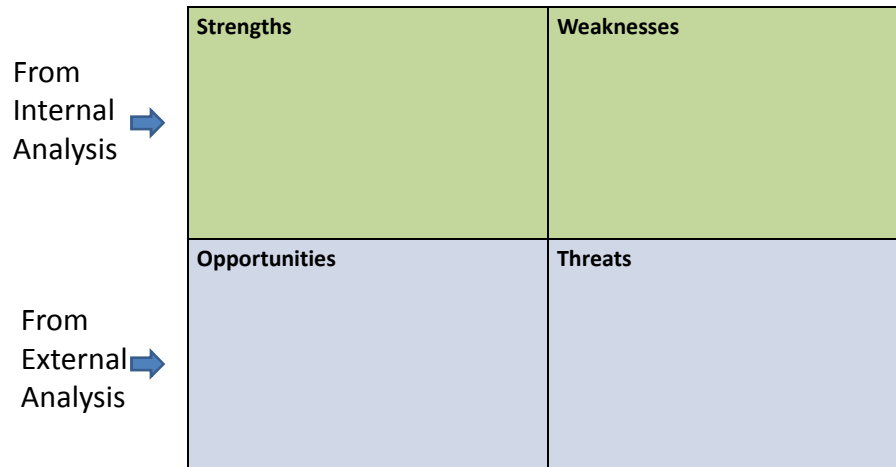 Strengths
Weaknesses
From
Internal
Analysis
Opportunities
Threats
From
External
Analysis